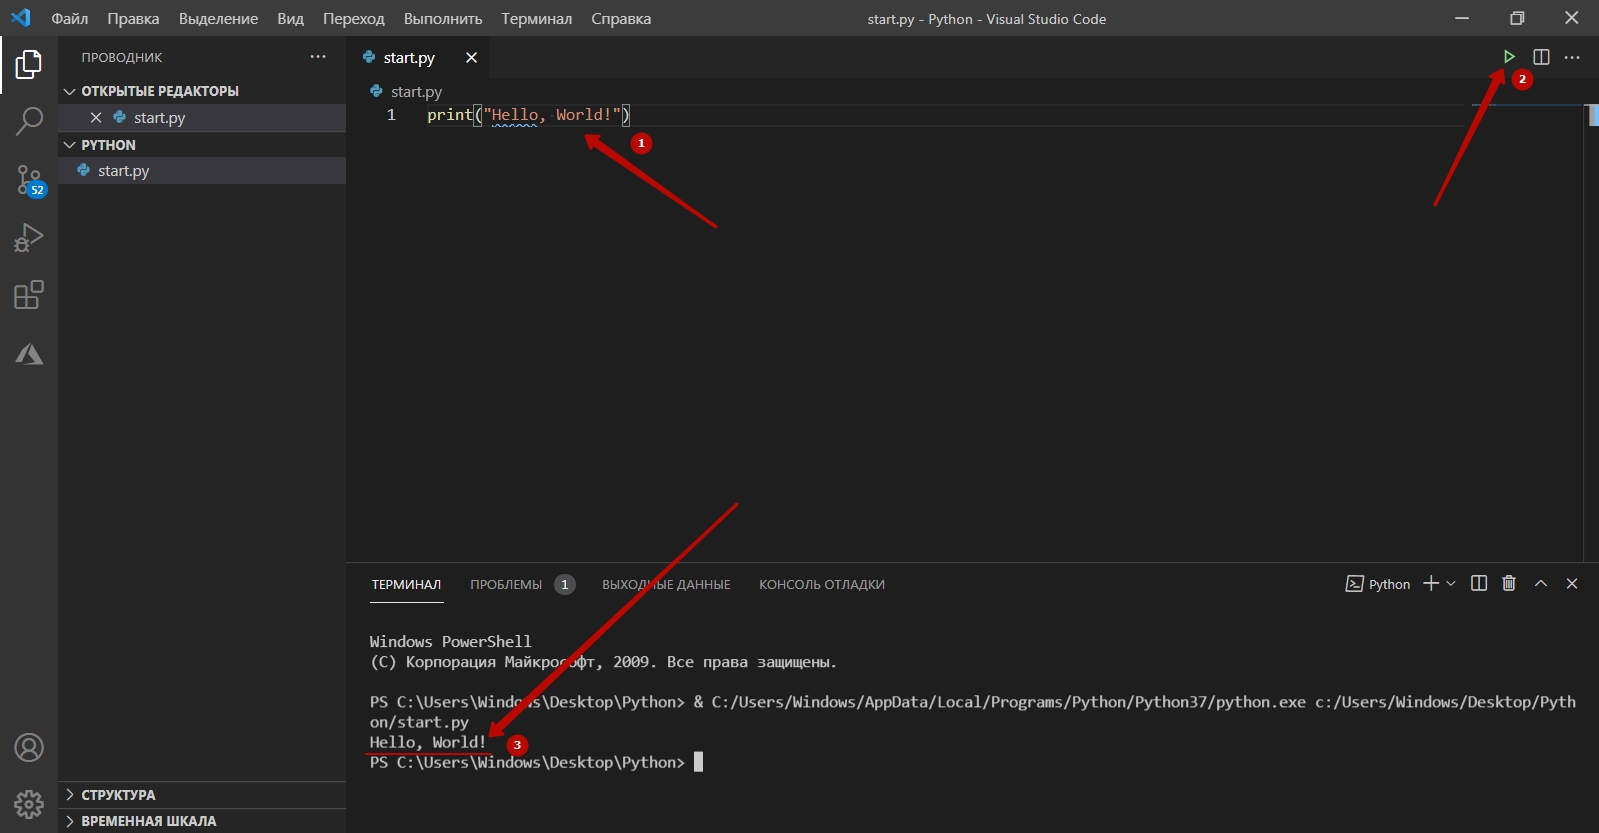 Файл Правка Выделение Вид Переход Выполнить Терминал Справка
start.py - Python - Visual Studio Code
ПРОВОДНИК
ОТКРЫТЫЕ РЕДАКТОРЫ
start.py
PYTHON
start.py
52
СТРУКТУРА
ВРЕМЕННАЯ ШКАЛА
start.py
2
start.py
1 print("Hello, World!")
1
ТЕРМИНАЛ ПРОБЛЕМЫ 1 ВЫХОДНЫЕ ДАННЫЕ КОНСОЛЬ ОТЛАДКИ
Python
Windows PowerShell
(C) Корпорация Майкрософт, 2009. Все права защищены.
PS C:\Users\Windows\Desktop\Python> & C:/Users/Windows/AppData/Local/Programs/Python/Python37/python.exe c:/Users/Windows/Desktop/Pyth
on/start.py
Hello, World!
3
PS C:\Users\Windows\Desktop\Python>